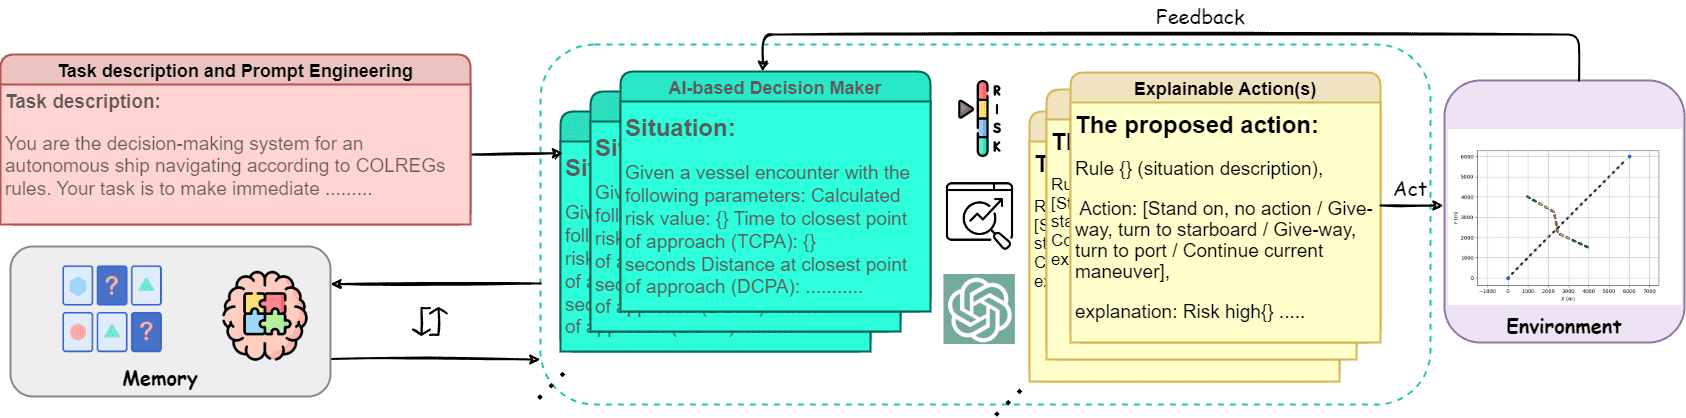 Feedback
Task description and Prompt Engineering
Task description:
You are the decision-making system for an
autonomous ship navigating according to COLREGs
rules. Your task is to make immediate .........
Memory
? 
?
AI-based Decision Maker
Situation:
Given a vessel encounter with the
following parameters: Calculated
risk value: {} Time to closest point
of approach (TCPA): {}
seconds Distance at closest point
of approach (DCPA): ...........
Si
Giv
foll
risk
of a
sec
Sit
Giv
foll
risk
of a
sec
of a
R
I
S
K
Explainable Action(s)
The proposed action:
Rule {} (situation description),
Action: [Stand on, no action / Give-
way, turn to starboard / Give-way,
turn to port / Continue current
maneuver],
explanation: Risk high{} .....
Th
Ru
[St
sta
Co
ex
T
R
[S
st
C
ex
Act
6000
5000
4000
3000
2000
1000
0
−1000 0 1000 2000 3000 4000 5000 6000 7000
X (m)
Environment